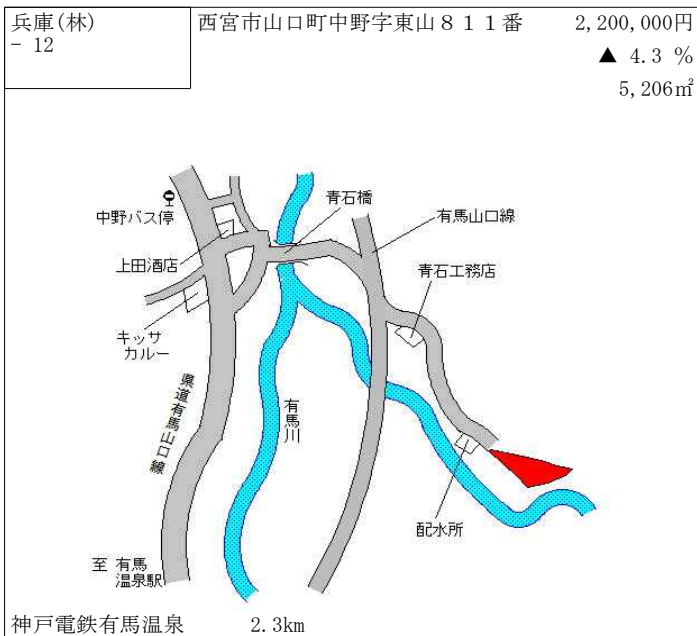 兵庫(林)
- 12
西宮市山口町中野字東山８１１番
2,200,000円
▲ 4.3 %
5,206㎡
青石橋
中野バス停
有馬山口線
上田酒店
青石工務店
キッサ
カルー
県道有馬山口線
有馬川
配水所
至 有馬
温泉駅
神戸電鉄有馬温泉 2.3km